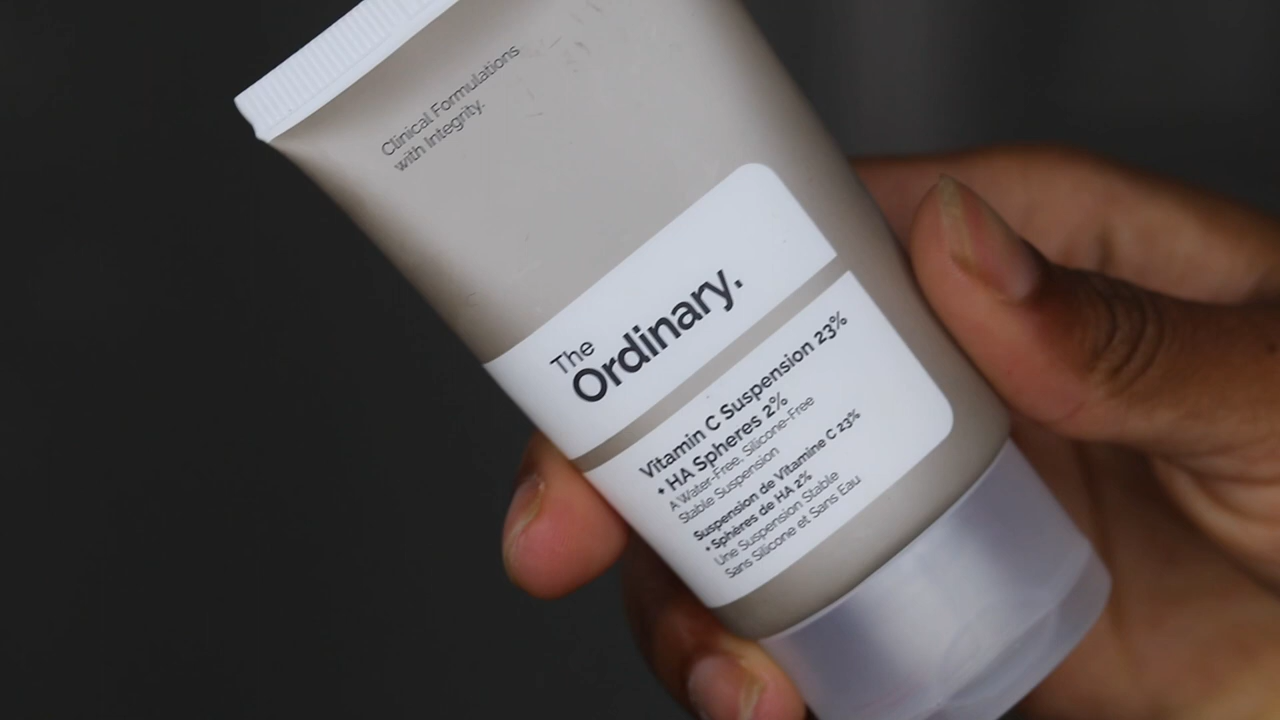 Clinical Formulations
with Integrity.
The
Ordinary.
Vitamin C Suspension 23%
+ HA Spheres 2%
A Water-Free, Silicone-Free
Stable Suspension
Suspension de Vitamine C 23%
+ Sphères de HA 2%
Une Suspension Stable
Sans Silicone et Sans Eau